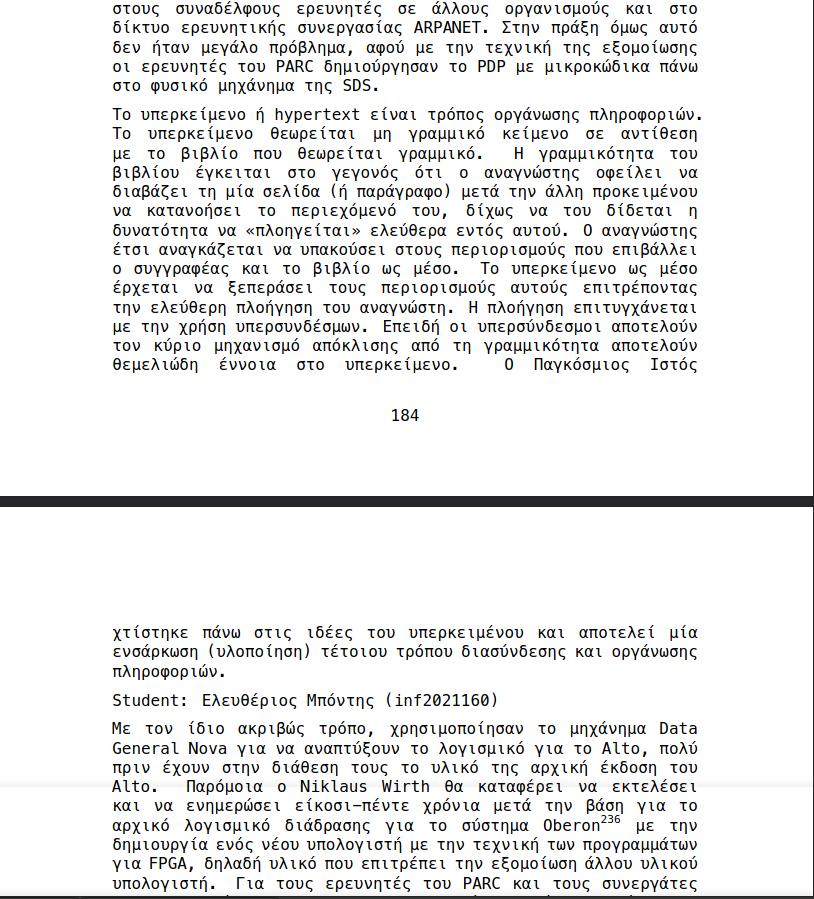 στους συναδέλφους ερευνητές σε άλλους οργανισμούς και στο
δίκτυο ερευνητικής συνεργασίας ARPANET. Στην πράξη όμως αυτό
δεν ήταν μεγάλο πρόβλημα, αφού με την τεχνική της εξομοίωσης
οι ερευνητές του PARC δημιούργησαν το PDP με μικροκώδικα πάνω
στο φυσικό μηχάνημα της SDS.
Το υπερκείμενο ή hypertext είναι τρόπος οργάνωσης πληροφοριών.
Το υπερκείμενο θεωρείται μη γραμμικό κείμενο σε αντίθεση
με το βιβλίο που θεωρείται γραμμικό. Η γραμμικότητα του
βιβλίου έγκειται στο γεγονός ότι ο αναγνώστης οφείλει να
διαβάζει τη μία σελίδα (ή παράγραφο) μετά την άλλη προκειμένου
να κατανοήσει το περιεχόμενό του, δίχως να του δίδεται η
δυνατότητα να «πλοηγείται» ελεύθερα εντός αυτού. Ο αναγνώστης
έτσι αναγκάζεται να υπακούσει στους περιορισμούς που επιβάλλει
ο συγγραφέας και το βιβλίο ως μέσο. Το υπερκείμενο ως μέσο
έρχεται να ξεπεράσει τους περιορισμούς αυτούς επιτρέποντας
την ελεύθερη πλοήγηση του αναγνώστη. Η πλοήγηση επιτυγχάνεται
με την χρήση υπερσυνδέσμων. Επειδή οι υπερσύνδεσμοι αποτελούν
τον κύριο μηχανισμό απόκλισης από τη γραμμικότητα αποτελούν
θεμελιώδη έννοια στο υπερκείμενο. Ο Παγκόσμιος Ιστός
184
χτίστηκε πάνω στις ιδέες του υπερκειμένου και αποτελεί μία
ενσάρκωση (υλοποίηση) τέτοιου τρόπου διασύνδεσης και οργάνωσης
πληροφοριών.
Student: Ελευθέριος Μπόντης (inf2021160)
Με τον ίδιο ακριβώς τρόπο, χρησιμοποίησαν το μηχάνημα Data
General Nova για να αναπτύξουν το λογισμικό για το Alto, πολύ
πριν έχουν στην διάθεση τους το υλικό της αρχική έκδοση του
Alto. Παρόμοια ο Niklaus Wirth θα καταφέρει να εκτελέσει
και να ενημερώσει είκοσι-πέντε χρόνια μετά την βάση για το
αρχικό λογισμικό διάδρασης για το σύστημα Oberon236 με την
δημιουργία ενός νέου υπολογιστή με την τεχνική των προγραμμάτων
για FPGA, δηλαδή υλικό που επιτρέπει την εξομοίωση άλλου υλικού
υπολογιστή. Για τους ερευνητές του PARC και τους συνεργάτες